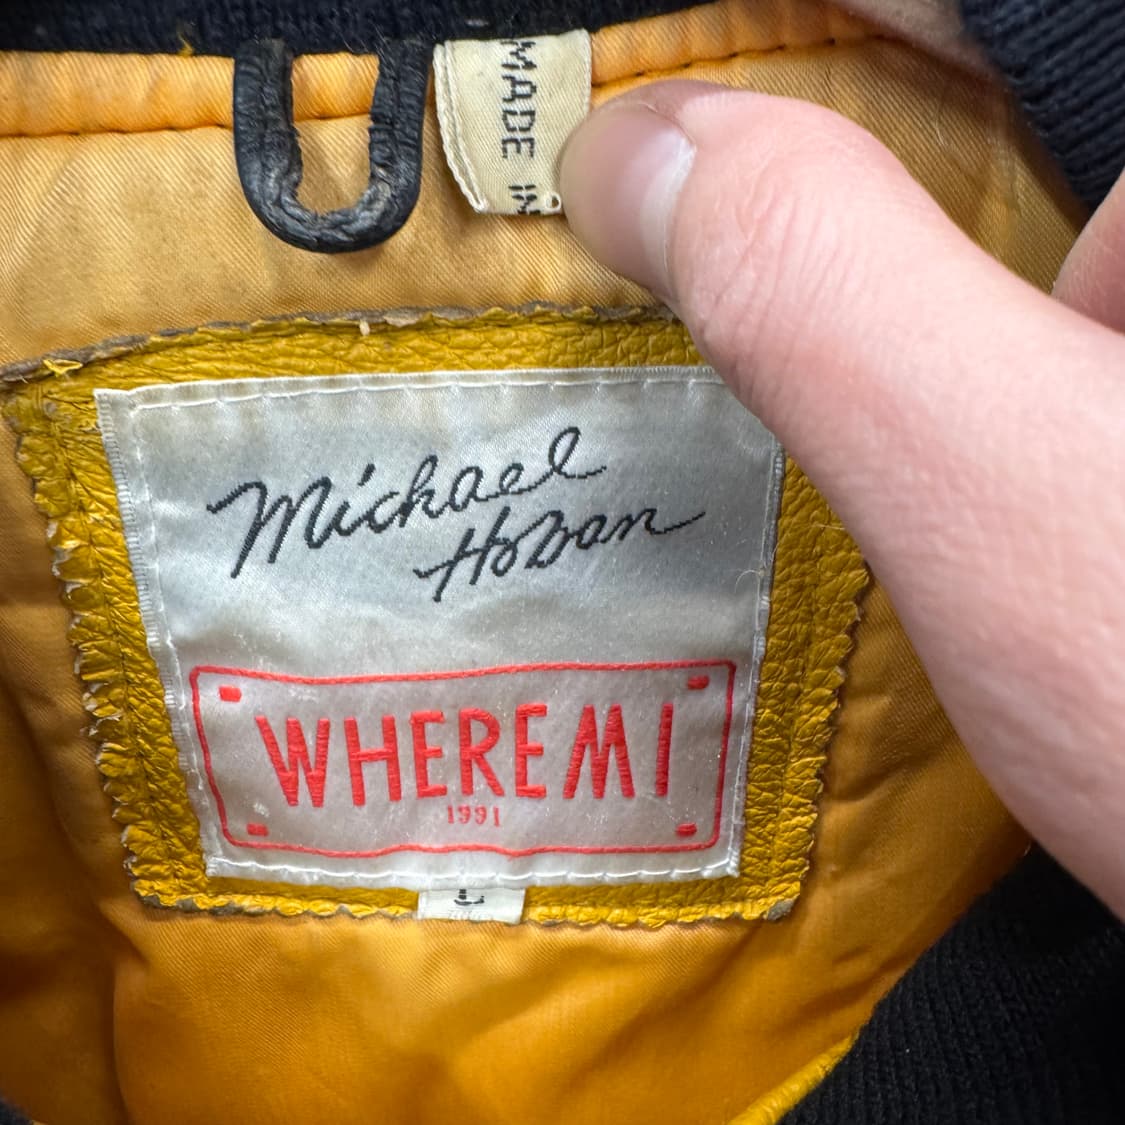 MADE IN
Michael
Hoban
WHEREMI
1991
L